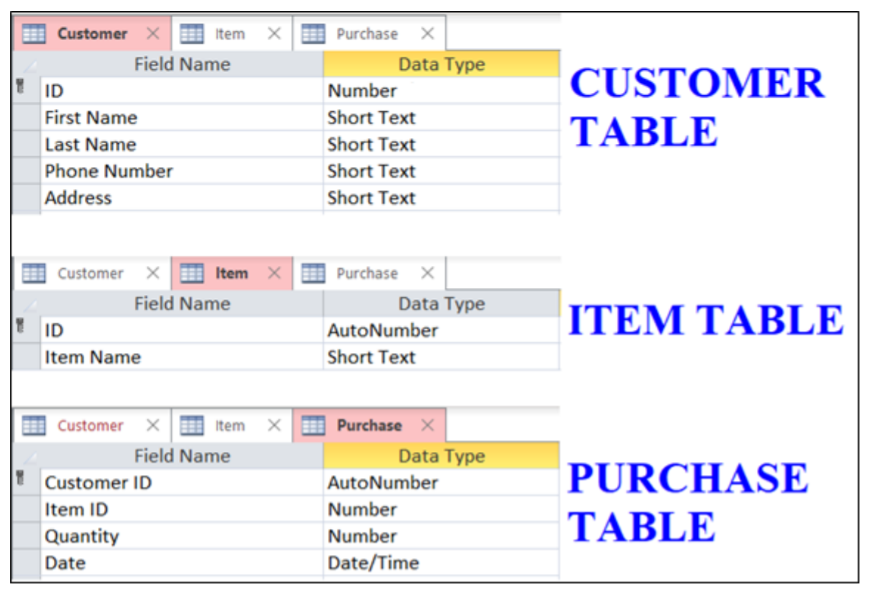 Customer Item Purchase
Field Name Data Type
ID Number
First Name Short Text
Last Name Short Text
Phone Number Short Text
Address Short Text
CUSTOMER
TABLE
Customer Item Purchase
Field Name Data Type
ID AutoNumber
Item Name Short Text
ITEM TABLE
Customer Item Purchase
Field Name Data Type
Customer ID AutoNumber
Item ID Number
Quantity Number
Date Date/Time
PURCHASE
TABLE